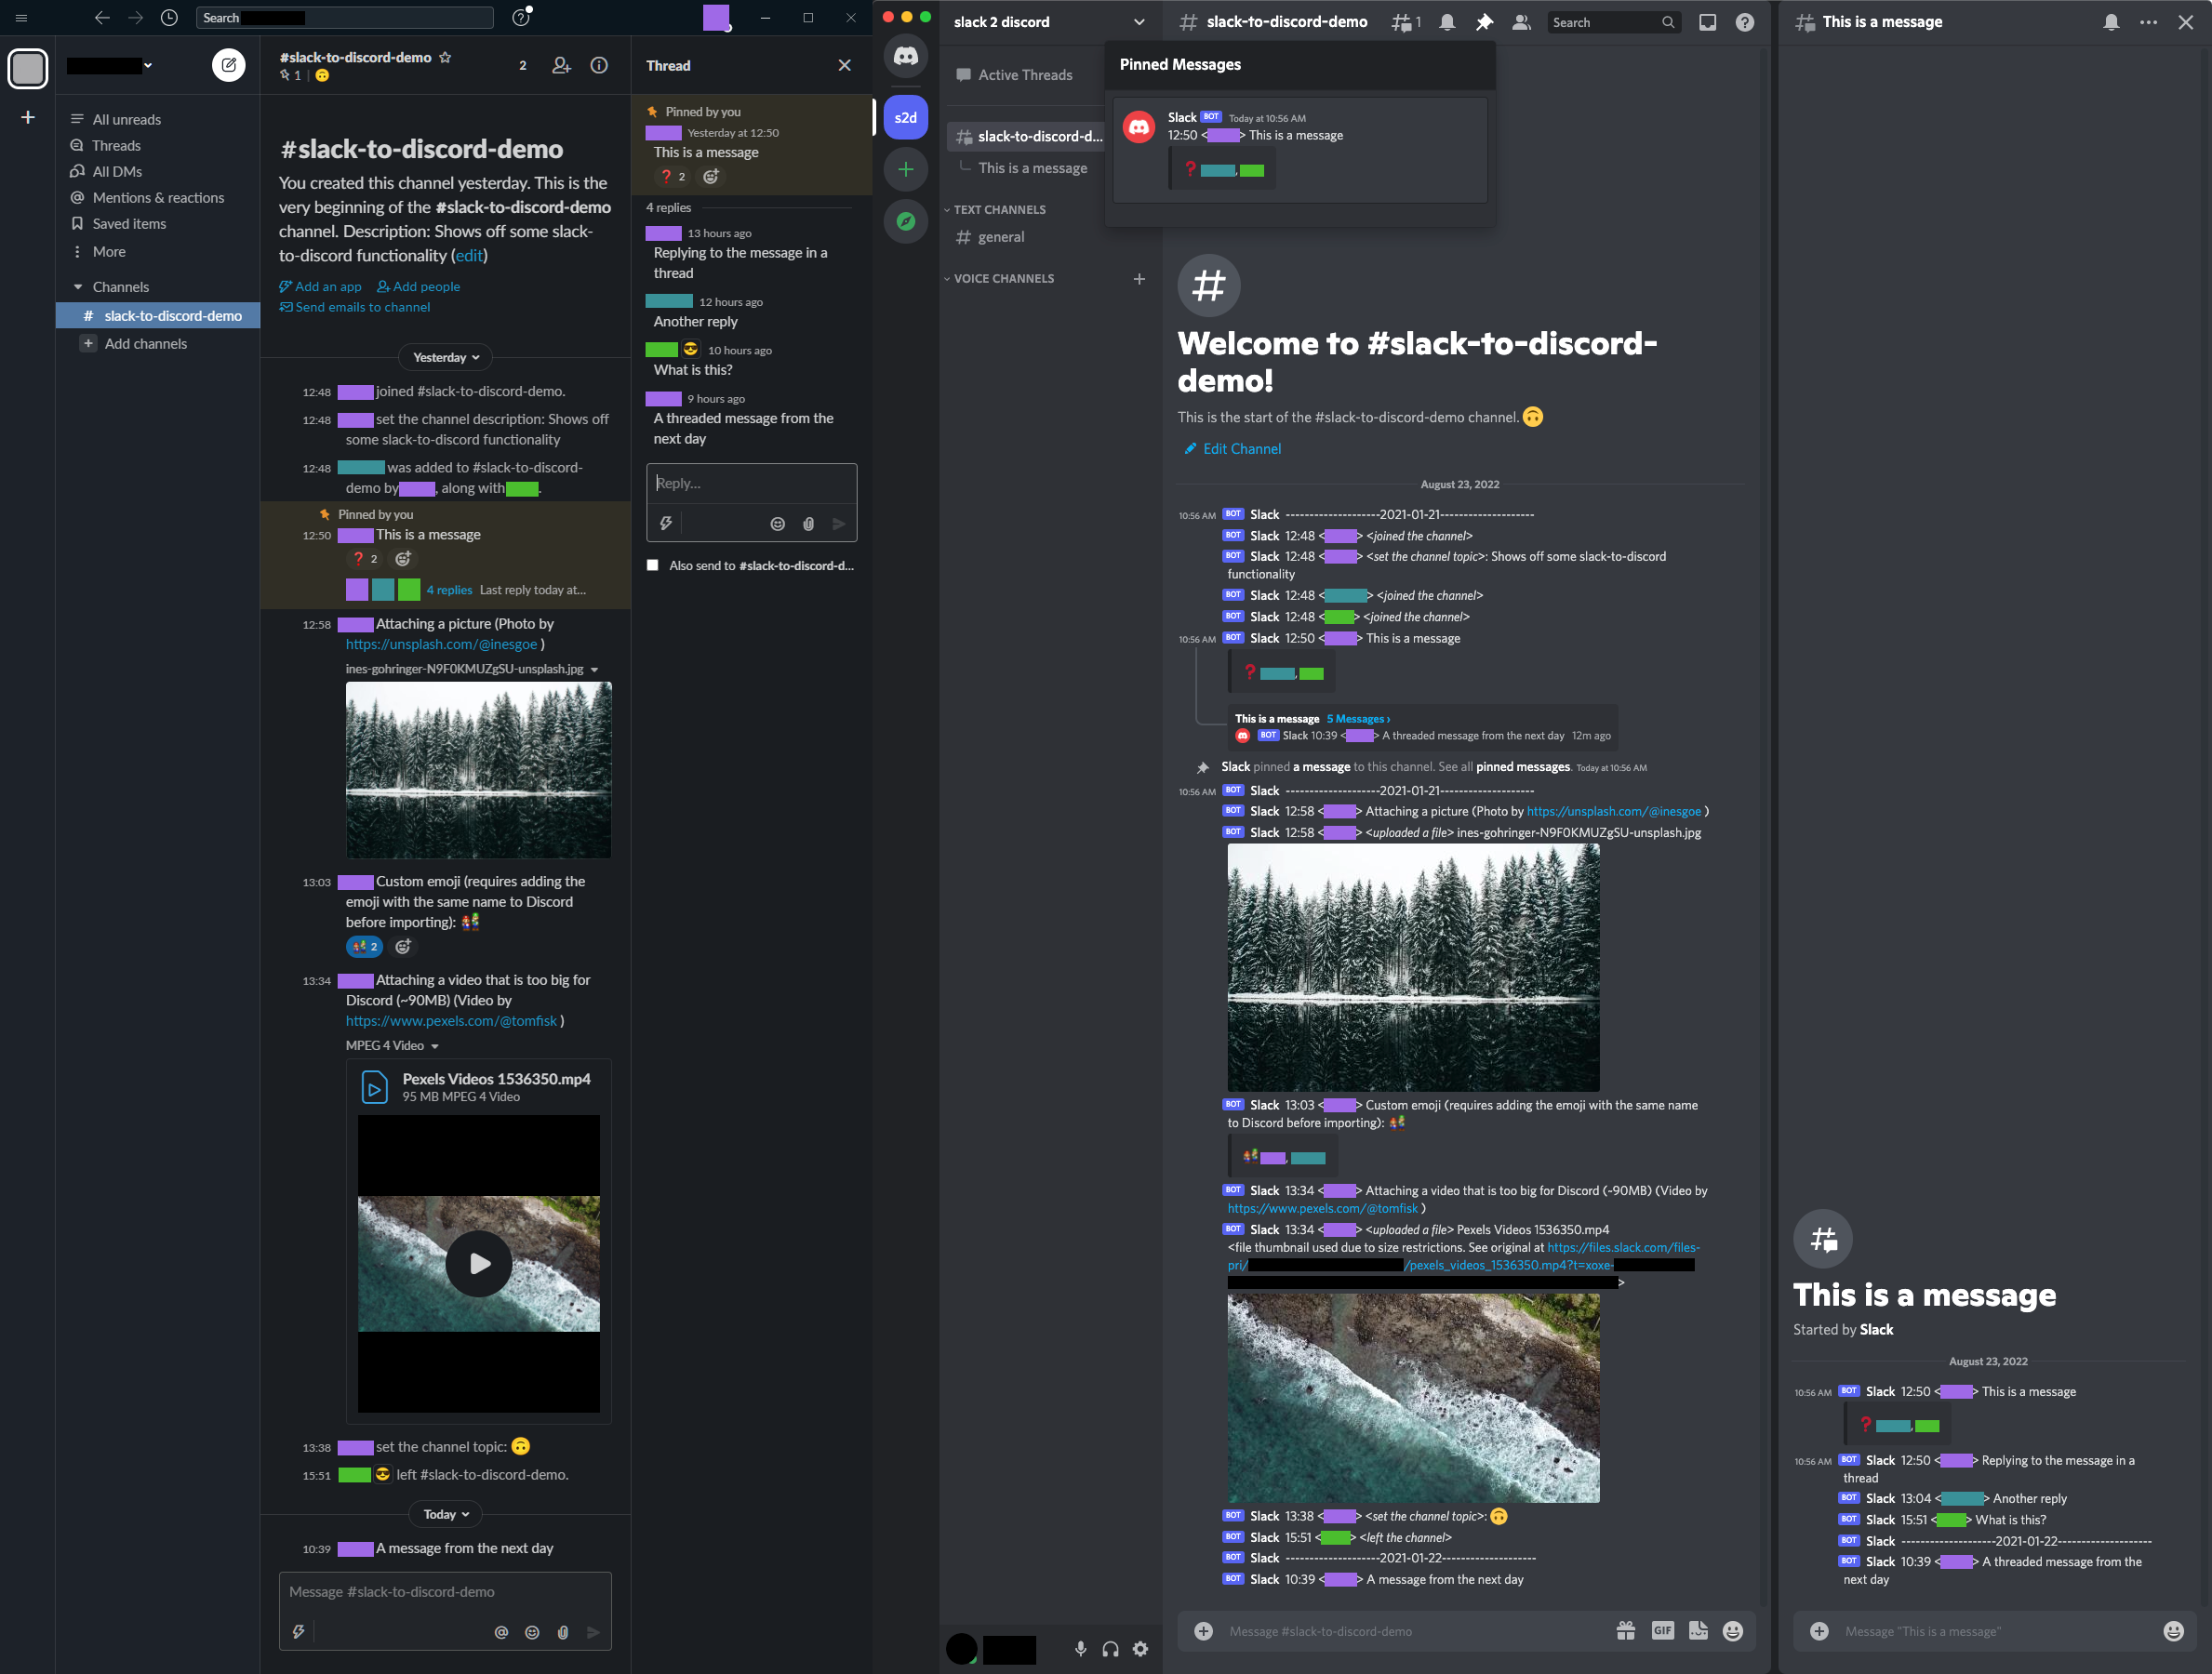 Search
#slack-to-discord-demo
1
2
All unreads
Threads
All DMs
Mentions & reactions
Saved items
More
Channels
# slack-to-discord-demo
+ Add channels
#slack-to-discord-demo
You created this channel yesterday. This is the
very beginning of the #slack-to-discord-demo
channel. Description: Shows off some slack-
to-discord functionality (edit)
Add an app Add people
Send emails to channel
Yesterday
12:48 joined #slack-to-discord-demo.
12:48 set the channel description: Shows off
some slack-to-discord functionality
12:48 was added to #slack-to-discord-
demo by , along with .
Pinned by you
12:50 This is a message
2
4 replies Last reply today at...
12:58 Attaching a picture (Photo by
https://unsplash.com/@inesgoe )
ines-gohringer-N9F0KMUZgSU-unsplash.jpg
13:03 Custom emoji (requires adding the
emoji with the same name to Discord
before importing):
2
13:34 Attaching a video that is too big for
Discord (~90MB) (Video by
https://www.pexels.com/@tomfisk )
MPEG 4 Video
Pexels Videos 1536350.mp4
95 MB MPEG 4 Video
13:38 set the channel topic:
15:51 left #slack-to-discord-demo.
Today
10:39 A message from the next day
Message #slack-to-discord-demo
Thread
Pinned by you
Yesterday at 12:50
This is a message
2
4 replies
13 hours ago
Replying to the message in a
thread
12 hours ago
Another reply
10 hours ago
What is this?
9 hours ago
A threaded message from the
next day
Reply...
Also send to #slack-to-discord-d...
s2d
slack 2 discord
Active Threads
slack-to-discord-d...
This is a message
TEXT CHANNELS
general
VOICE CHANNELS
slack-to-discord-demo
1
Search
Pinned Messages
Slack BOT Today at 10:56 AM
12:50 < > This is a message
,
Welcome to #slack-to-discord-
demo!
This is the start of the #slack-to-discord-demo channel.
Edit Channel
August 23, 2022
10:56 AM BOT Slack --------------------2021-01-21--------------------
BOT Slack 12:48 < > <joined the channel>
BOT Slack 12:48 < > <set the channel topic>: Shows off some slack-to-discord
functionality
BOT Slack 12:48 < > <joined the channel>
BOT Slack 12:48 < > <joined the channel>
10:56 AM BOT Slack 12:50 < > This is a message
,
This is a message 5 Messages ›
BOT Slack 10:39 < > A threaded message from the next day 12m ago
Slack pinned a message to this channel. See all pinned messages. Today at 10:56 AM
10:56 AM BOT Slack --------------------2021-01-21--------------------
BOT Slack 12:58 < > Attaching a picture (Photo by https://unsplash.com/@inesgoe )
BOT Slack 12:58 < > <uploaded a file> ines-gohringer-N9F0KMUZgSU-unsplash.jpg
BOT Slack 13:03 < > Custom emoji (requires adding the emoji with the same name
to Discord before importing):
,
BOT Slack 13:34 < > Attaching a video that is too big for Discord (~90MB) (Video by
https://www.pexels.com/@tomfisk )
BOT Slack 13:34 < > <uploaded a file> Pexels Videos 1536350.mp4
<file thumbnail used due to size restrictions. See original at https://files.slack.com/files-
pri/ /pexels_videos_1536350.mp4?t=xoxe-
>
BOT Slack 13:38 < > <set the channel topic>:
BOT Slack 15:51 < > <left the channel>
BOT Slack --------------------2021-01-22--------------------
BOT Slack 10:39 < > A message from the next day
Message #slack-to-discord-demo
GIF
This is a message
This is a message
Started by Slack
August 23, 2022
10:56 AM BOT Slack 12:50 < > This is a message
,
10:56 AM BOT Slack 12:50 < > Replying to the message in a
thread
BOT Slack 13:04 < > Another reply
BOT Slack 15:51 < > What is this?
BOT Slack --------------------2021-01-22--------------------
BOT Slack 10:39 < > A threaded message from the
next day
Message "This is a message"